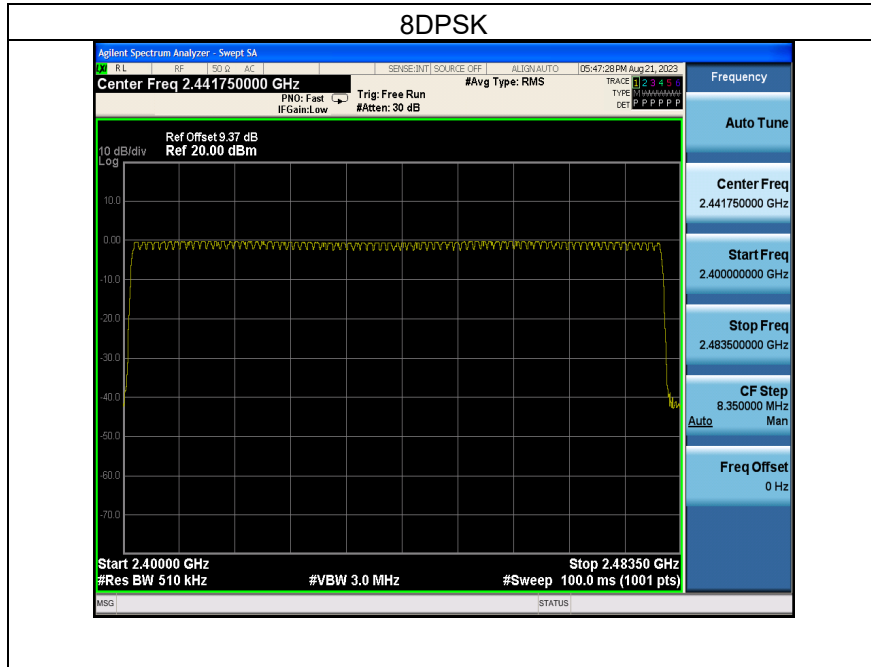 8DPSK
Agilent Spectrum Analyzer - Swept SA
RL RF 50 Ω AC SENSE:INT SOURCE OFF ALIGN AUTO 05:47:28 PM Aug 21, 2023
Center Freq 2.441750000 GHz
PNO: Fast
IFGain:Low
Trig: Free Run
#Atten: 30 dB
#Avg Type: RMS
TRACE 1 2 3 4 5 6
TYPE M
DET P P P P P P
Frequency
Auto Tune
Center Freq
2.441750000 GHz
Start Freq
2.400000000 GHz
Stop Freq
2.483500000 GHz
CF Step
8.350000 MHz
Auto Man
Freq Offset
0 Hz
Ref Offset 9.37 dB
10 dB/div Ref 20.00 dBm
Log
10.0
0.00
-10.0
-20.0
-30.0
-40.0
-50.0
-60.0
-70.0
Start 2.40000 GHz Stop 2.48350 GHz
#Res BW 510 kHz #VBW 3.0 MHz #Sweep 100.0 ms (1001 pts)
MSG STATUS